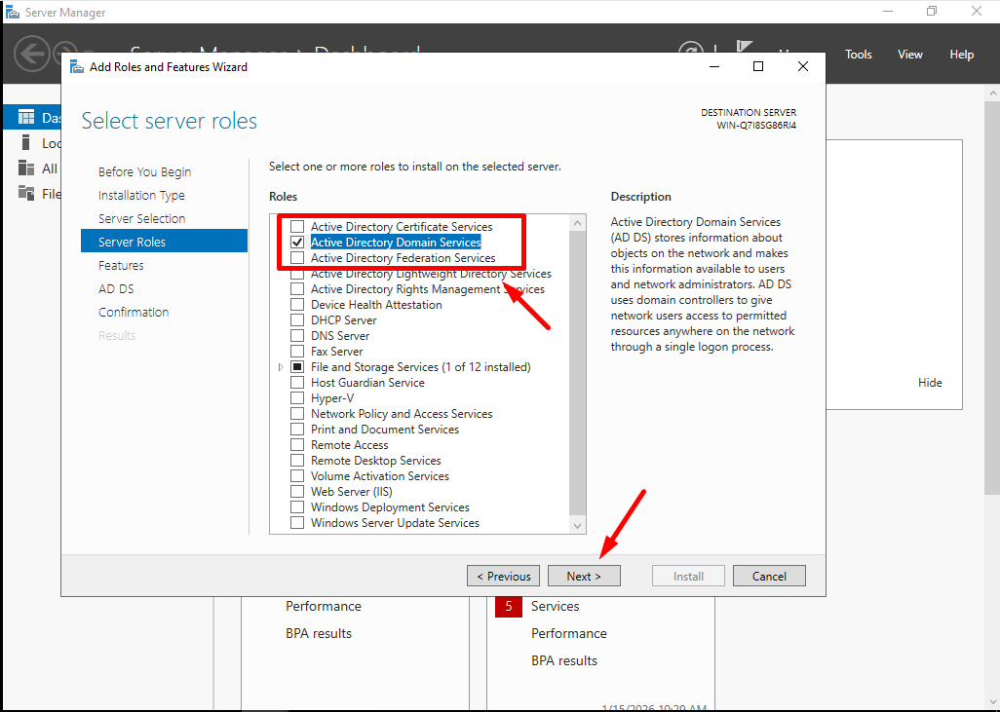 Server Manager
Server Manager › Dashboard
Tools View Help
Add Roles and Features Wizard
Das
Loc
All
File
Select server roles
DESTINATION SERVER
WIN-Q7I8SG86RI4
Before You Begin
Installation Type
Server Selection
Server Roles
Features
AD DS
Confirmation
Results
Select one or more roles to install on the selected server.
Roles
Active Directory Certificate Services
Active Directory Domain Services
Active Directory Federation Services
Active Directory Lightweight Directory Services
Active Directory Rights Management Services
Device Health Attestation
DHCP Server
DNS Server
Fax Server
File and Storage Services (1 of 12 installed)
Host Guardian Service
Hyper-V
Network Policy and Access Services
Print and Document Services
Remote Access
Remote Desktop Services
Volume Activation Services
Web Server (IIS)
Windows Deployment Services
Windows Server Update Services
Description
Active Directory Domain Services
(AD DS) stores information about
objects on the network and makes
this information available to users
and network administrators. AD DS
uses domain controllers to give
network users access to permitted
resources anywhere on the network
through a single logon process.
Hide
< Previous
Next >
Install
Cancel
Performance
BPA results
5 Services
Performance
BPA results
1/15/2026 10:29 AM